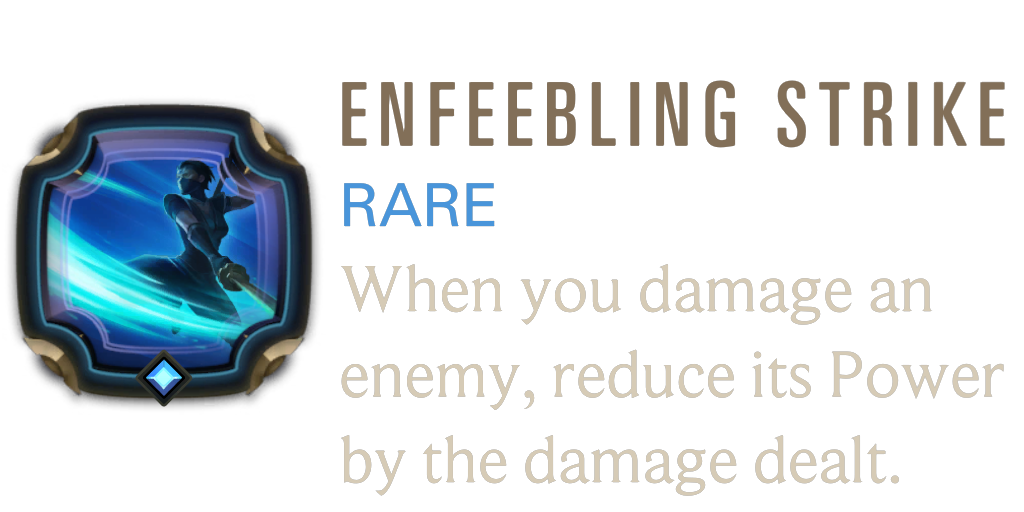 ENFEEBLING STRIKE
RARE
When you damage an
enemy, reduce its Power
by the damage dealt.